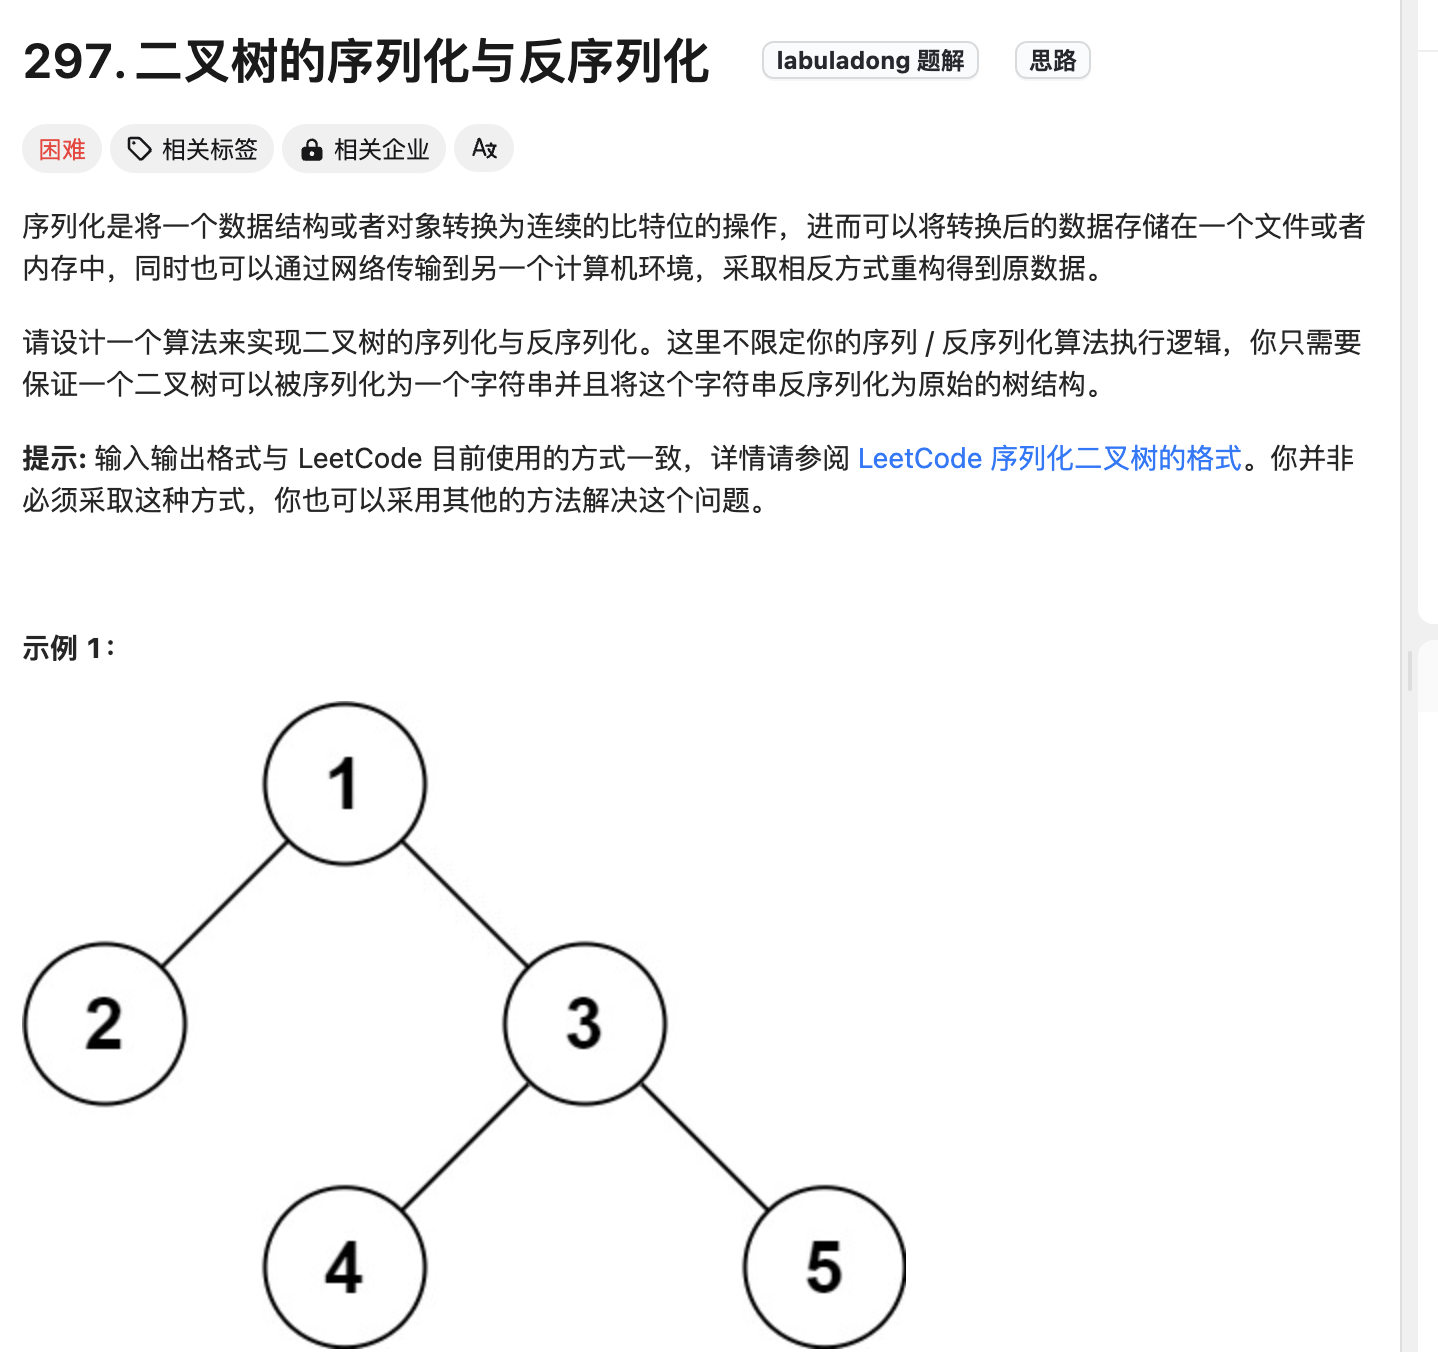 297. 二叉树的序列化与反序列化 labuladong 题解 思路
困难 相关标签 相关企业 A文
序列化是将一个数据结构或者对象转换为连续的比特位的操作，进而可以将转换后的数据存储在一个文件或者
内存中，同时也可以通过网络传输到另一个计算机环境，采取相反方式重构得到原数据。
请设计一个算法来实现二叉树的序列化与反序列化。这里不限定你的序列 / 反序列化算法执行逻辑，你只需要
保证一个二叉树可以被序列化为一个字符串并且将这个字符串反序列化为原始的树结构。
提示: 输入输出格式与 LeetCode 目前使用的方式一致，详情请参阅 LeetCode 序列化二叉树的格式。你并非
必须采取这种方式，你也可以采用其他的方法解决这个问题。
示例 1：
1
2 3
4 5